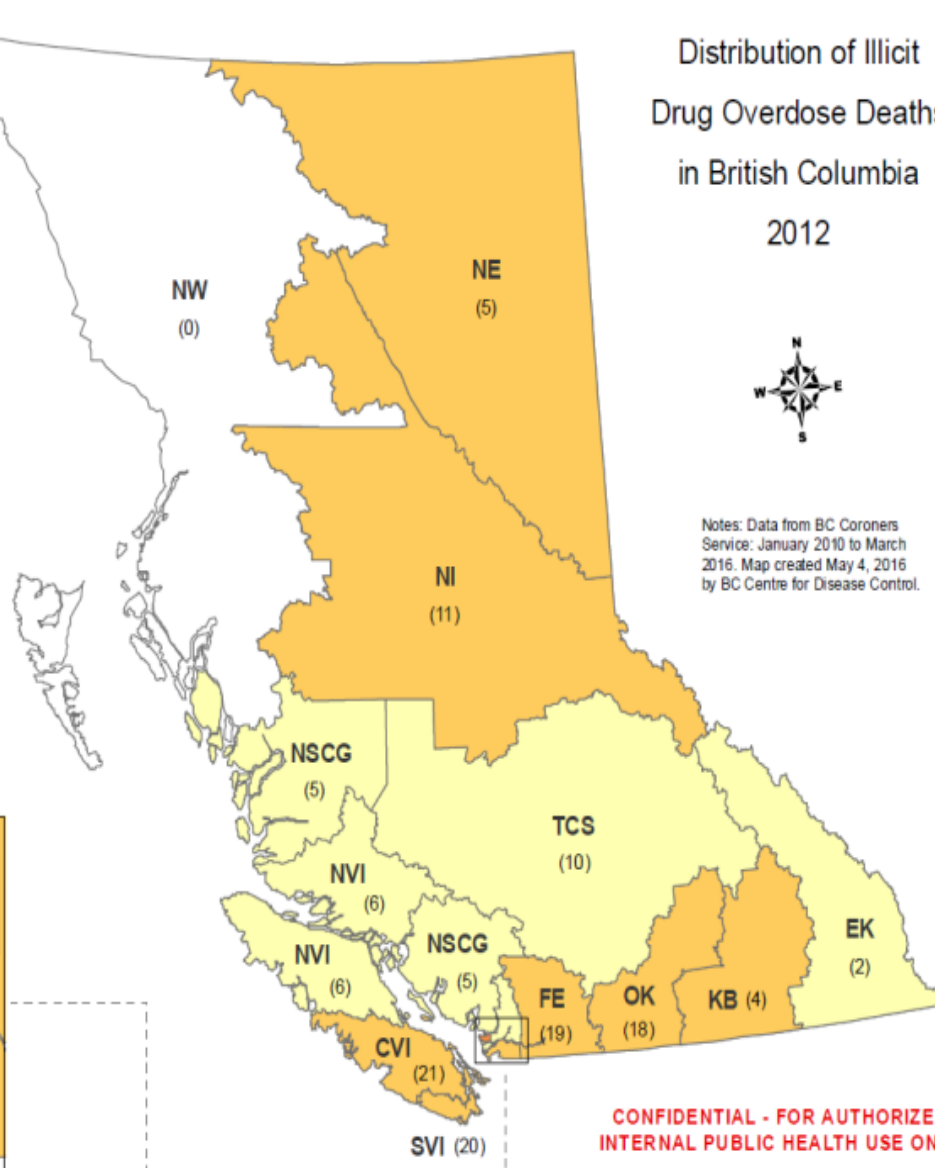 Distribution of Illicit
Drug Overdose Deaths
in British Columbia
2012
NW
(0)
NE
(5)
N
W
E
S
Notes: Data from BC Coroners
Service: January 2010 to March
2016. Map created May 4, 2016
by BC Centre for Disease Control.
NI
(11)
NSCG
(5)
TCS
(10)
NVI
(6)
NSCG
(5)
NVI
(6)
EK
(2)
FE
(19)
OK
(18)
KB (4)
CVI
(21)
SVI (20)
CONFIDENTIAL - FOR AUTHORIZE
INTERNAL PUBLIC HEALTH USE ON